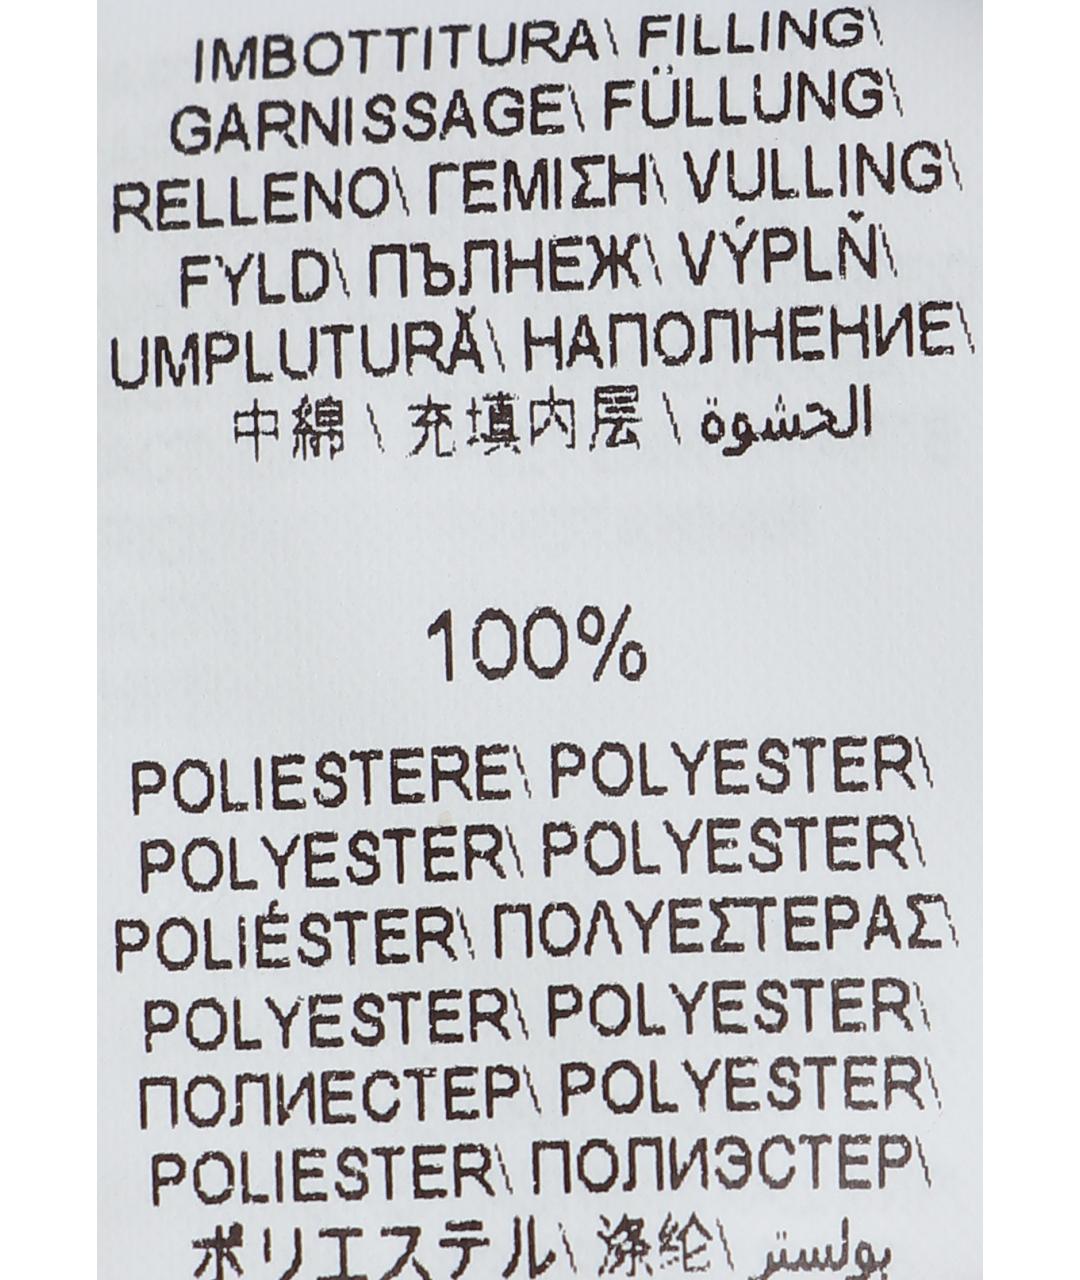 IMBOTTITURA\ FILLING\
GARNISSAGE\ FÜLLUNG\
RELLENO\ ΓΕΜΙΣΗ\ VULLING\
FYLD\ ПЪЛНЕЖ\ VÝPLŇ\
UMPLUTURĂ\ НАПОЛНЕНИЕ\
中綿 \ 充填内层 \ الحشوة
100%
POLIESTERE\ POLYESTER\
POLYESTER\ POLYESTER\
POLIÉSTER\ ΠΟΛΥΕΣΤΕΡΑΣ\
POLYESTER\ POLYESTER\
ПОЛИЕСТЕР\ POLYESTER\
POLIESTER\ ПОЛИЭСТЕР\
ポリエステル\ 涤纶\ بولستر